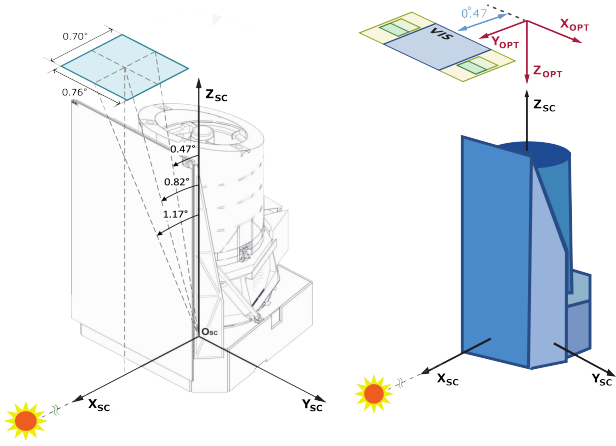 0.70°
0.76°
Z_SC
0.47°
0.82°
1.17°
O_SC
X_SC
Y_SC
0°.47
VIS
X_OPT
Y_OPT
Z_OPT
Z_SC
X_SC
Y_SC